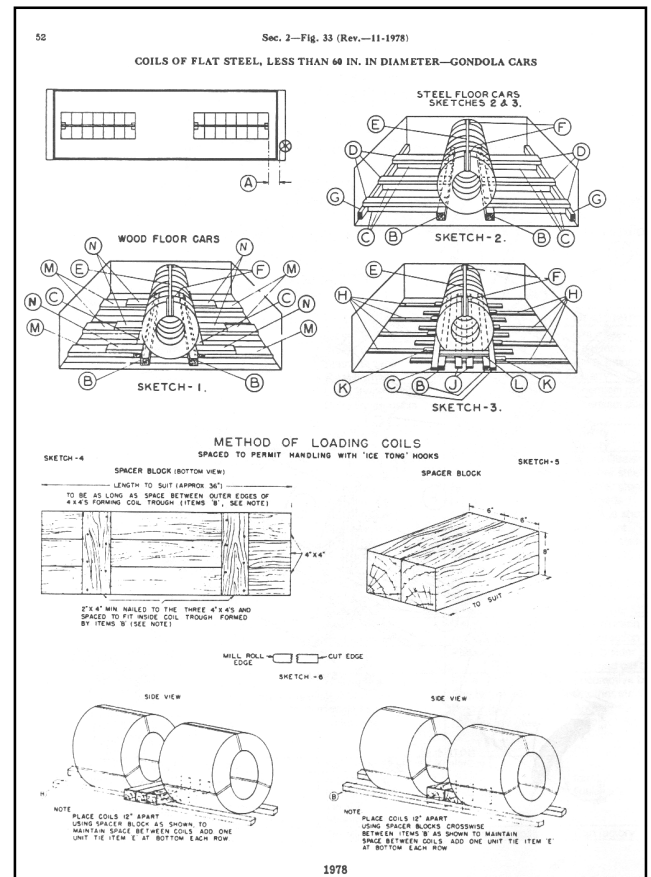 52
Sec. 2—Fig. 33 (Rev.—11-1978)
COILS OF FLAT STEEL, LESS THAN 60 IN. IN DIAMETER—GONDOLA CARS
STEEL FLOOR CARS
SKETCHES 2 & 3.
A
E
F
D
D
G
G
C
B
B
C
SKETCH-2.
WOOD FLOOR CARS
N
N
M
E
F
M
N
C
C
N
M
M
B
B
SKETCH-1.
E
F
H
H
K
C
B
J
L
K
SKETCH-3.
METHOD OF LOADING COILS
SPACED TO PERMIT HANDLING WITH 'ICE TONG' HOOKS
SKETCH-4
SPACER BLOCK (BOTTOM VIEW)
LENGTH TO SUIT (APPROX 36")
TO BE AS LONG AS SPACE BETWEEN OUTER EDGES OF
4 X 4'S FORMING COIL TROUGH (ITEMS 'B', SEE NOTE)
4"X 4"
2"X 4" MIN. NAILED TO THE THREE 4"X 4'S AND
SPACED TO FIT INSIDE COIL TROUGH FORMED
BY ITEMS 'B' (SEE NOTE)
SKETCH-5
SPACER BLOCK
6"
6"
8"
TO SUIT
MILL ROLL EDGE
CUT EDGE
SKETCH -6
SIDE VIEW
NOTE
PLACE COILS 12" APART
USING SPACER BLOCK AS SHOWN, TO
MAINTAIN SPACE BETWEEN COILS ADD ONE
UNIT TIE ITEM 'E' AT BOTTOM EACH ROW.
SIDE VIEW
B
NOTE
PLACE COILS 12" APART
USING SPACER BLOCKS CROSSWISE
BETWEEN ITEMS 'B' AS SHOWN TO MAINTAIN
SPACE BETWEEN COILS ADD ONE UNIT TIE ITEM 'E'
AT BOTTOM EACH ROW.
1978